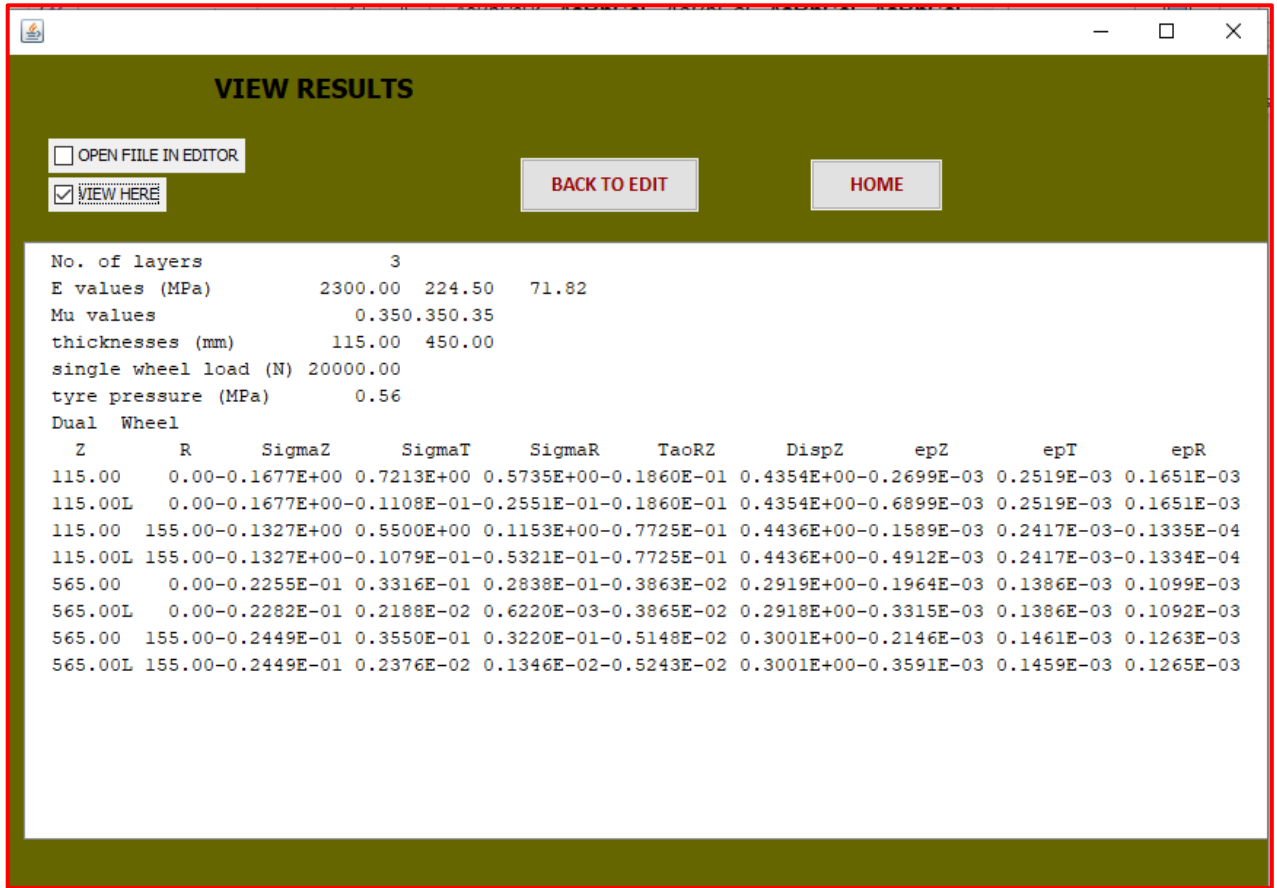 VIEW RESULTS
OPEN FIILE IN EDITOR
VIEW HERE
BACK TO EDIT
HOME
No. of layers 3
E values (MPa) 2300.00 224.50 71.82
Mu values 0.350.350.35
thicknesses (mm) 115.00 450.00
single wheel load (N) 20000.00
tyre pressure (MPa) 0.56
Dual Wheel
Z R SigmaZ SigmaT SigmaR TaoRZ DispZ epZ epT epR
115.00 0.00-0.1677E+00 0.7213E+00 0.5735E+00-0.1860E-01 0.4354E+00-0.2699E-03 0.2519E-03 0.1651E-03
115.00L 0.00-0.1677E+00-0.1108E-01-0.2551E-01-0.1860E-01 0.4354E+00-0.6899E-03 0.2519E-03 0.1651E-03
115.00 155.00-0.1327E+00 0.5500E+00 0.1153E+00-0.7725E-01 0.4436E+00-0.1589E-03 0.2417E-03-0.1335E-04
115.00L 155.00-0.1327E+00-0.1079E-01-0.5321E-01-0.7725E-01 0.4436E+00-0.4912E-03 0.2417E-03-0.1334E-04
565.00 0.00-0.2255E-01 0.3316E-01 0.2838E-01-0.3863E-02 0.2919E+00-0.1964E-03 0.1386E-03 0.1099E-03
565.00L 0.00-0.2282E-01 0.2188E-02 0.6220E-03-0.3865E-02 0.2918E+00-0.3315E-03 0.1386E-03 0.1092E-03
565.00 155.00-0.2449E-01 0.3550E-01 0.3220E-01-0.5148E-02 0.3001E+00-0.2146E-03 0.1461E-03 0.1263E-03
565.00L 155.00-0.2449E-01 0.2376E-02 0.1346E-02-0.5243E-02 0.3001E+00-0.3591E-03 0.1459E-03 0.1265E-03